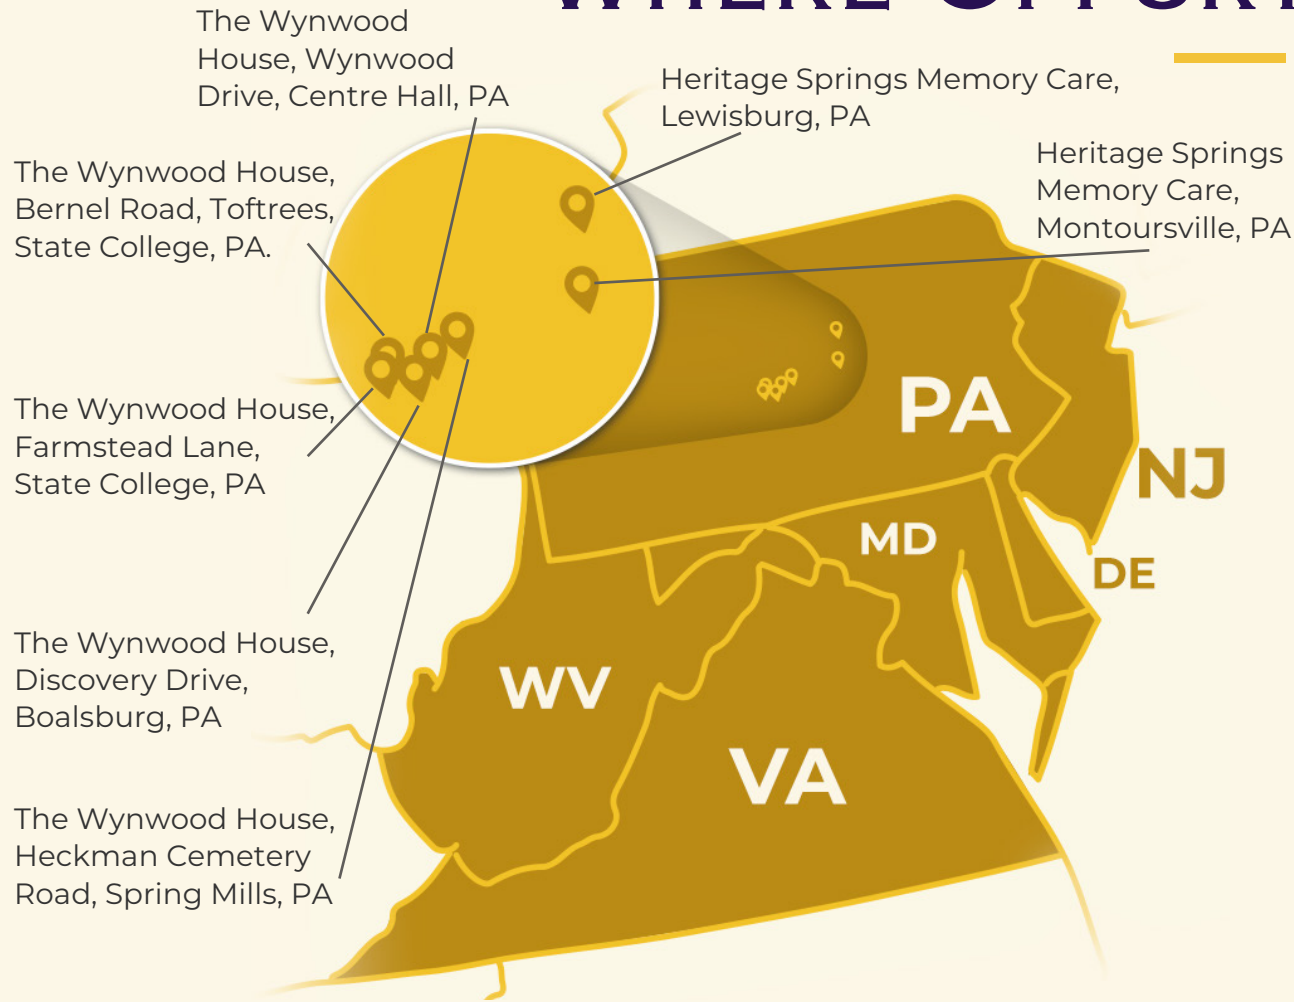 WHERE OPPORT
The Wynwood
House, Wynwood
Drive, Centre Hall, PA
Heritage Springs Memory Care,
Lewisburg, PA
Heritage Springs
Memory Care,
Montoursville, PA
The Wynwood House,
Bernel Road, Toftrees,
State College, PA.
The Wynwood House,
Farmstead Lane,
State College, PA
The Wynwood House,
Discovery Drive,
Boalsburg, PA
The Wynwood House,
Heckman Cemetery
Road, Spring Mills, PA
PA
NJ
MD
DE
WV
VA